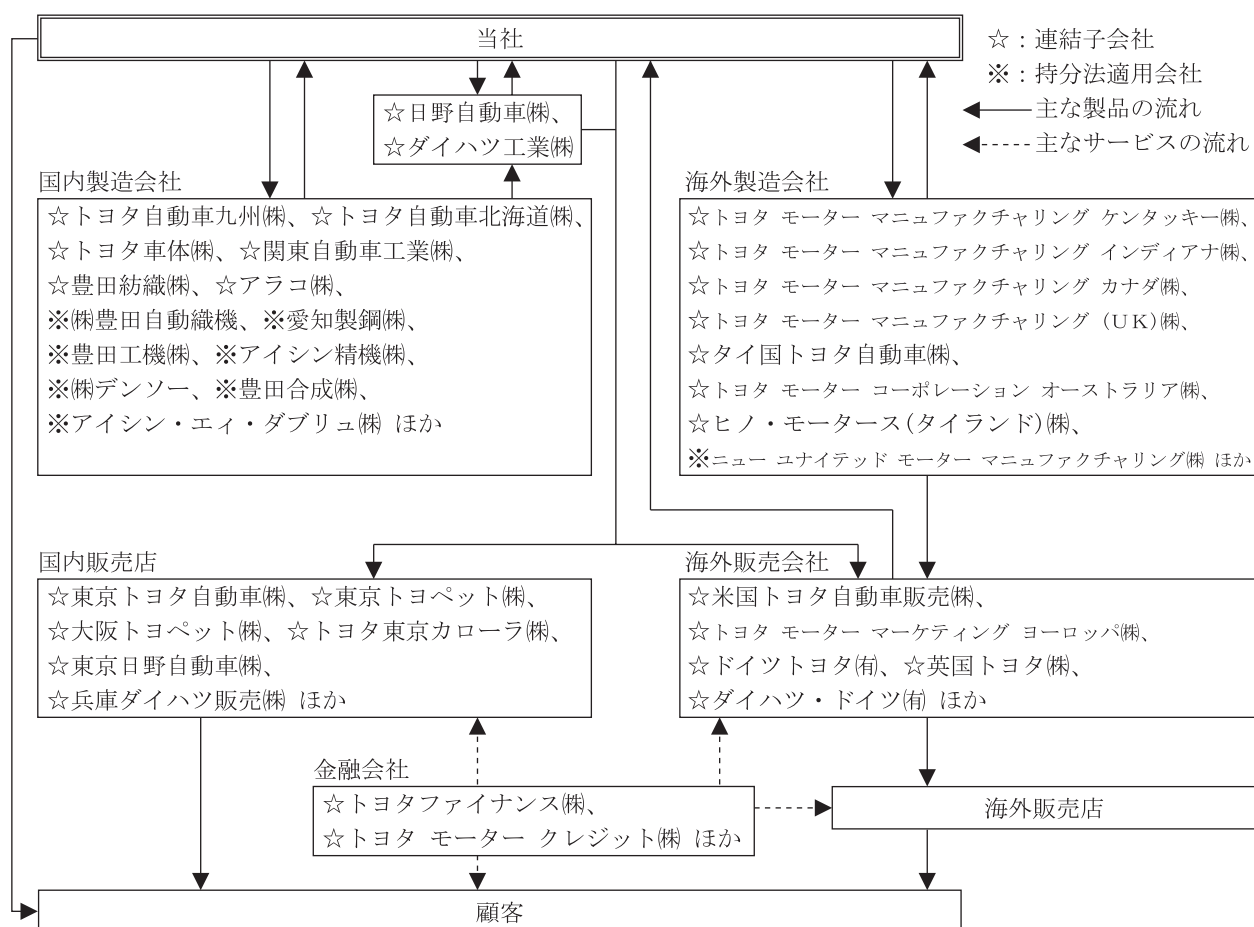 当社
☆：連結子会社
※：持分法適用会社
主な製品の流れ
主なサービスの流れ
☆日野自動車㈱、
☆ダイハツ工業㈱
国内製造会社
☆トヨタ自動車九州㈱、☆トヨタ自動車北海道㈱、
☆トヨタ車体㈱、☆関東自動車工業㈱、
☆豊田紡織㈱、☆アラコ㈱、
※㈱豊田自動織機、※愛知製鋼㈱、
※豊田工機㈱、※アイシン精機㈱、
※㈱デンソー、※豊田合成㈱、
※アイシン・エィ・ダブリュ㈱ ほか
海外製造会社
☆トヨタ モーター マニュファクチャリング ケンタッキー㈱、
☆トヨタ モーター マニュファクチャリング インディアナ㈱、
☆トヨタ モーター マニュファクチャリング カナダ㈱、
☆トヨタ モーター マニュファクチャリング（UK）㈱、
☆タイ国トヨタ自動車㈱、
☆トヨタ モーター コーポレーション オーストラリア㈱、
☆ヒノ・モータース(タイランド)㈱、
※ニュー ユナイテッド モーター マニュファクチャリング㈱ ほか
国内販売店
☆東京トヨタ自動車㈱、☆東京トヨペット㈱、
☆大阪トヨペット㈱、☆トヨタ東京カローラ㈱、
☆東京日野自動車㈱、
☆兵庫ダイハツ販売㈱ ほか
海外販売会社
☆米国トヨタ自動車販売㈱、
☆トヨタ モーター マーケティング ヨーロッパ㈱、
☆ドイツトヨタ㈲、☆英国トヨタ㈱、
☆ダイハツ・ドイツ㈲ ほか
金融会社
☆トヨタファイナンス㈱、
☆トヨタ モーター クレジット㈱ ほか
海外販売店
顧客